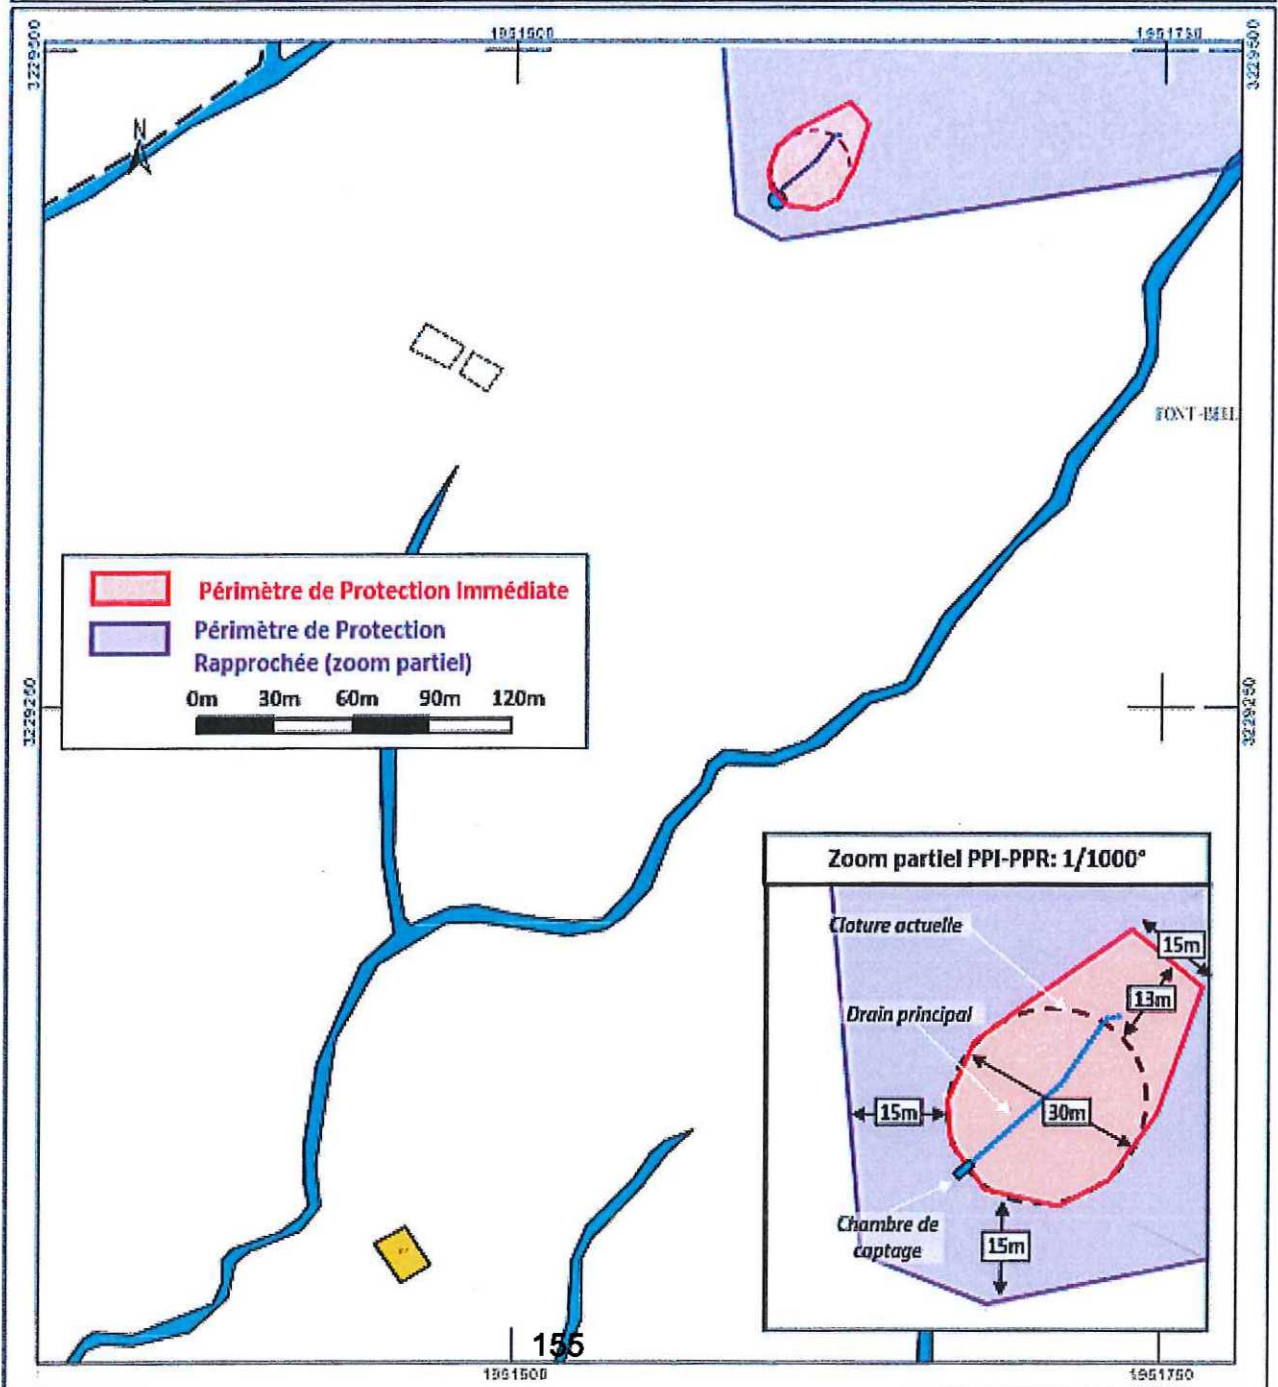 1951500
1951750
3229500
3229500
N
FONT-BELL
Périmètre de Protection Immédiate
Périmètre de Protection
Rapprochée (zoom partiel)
0m 30m 60m 90m 120m
3229250
3229250
Zoom partiel PPI-PPR: 1/1000°
Cloture actuelle
15m
13m
Drain principal
15m
30m
Chambre de
captage
15m
155
1951500
1951750